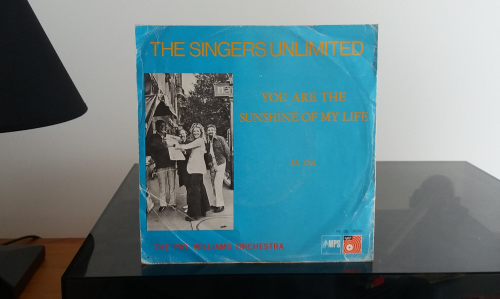 THE SINGERS UNLIMITED
YOU ARE THE
SUNSHINE OF MY LIFE
THE PAT WILLIAMS ORCHESTRA
MPS